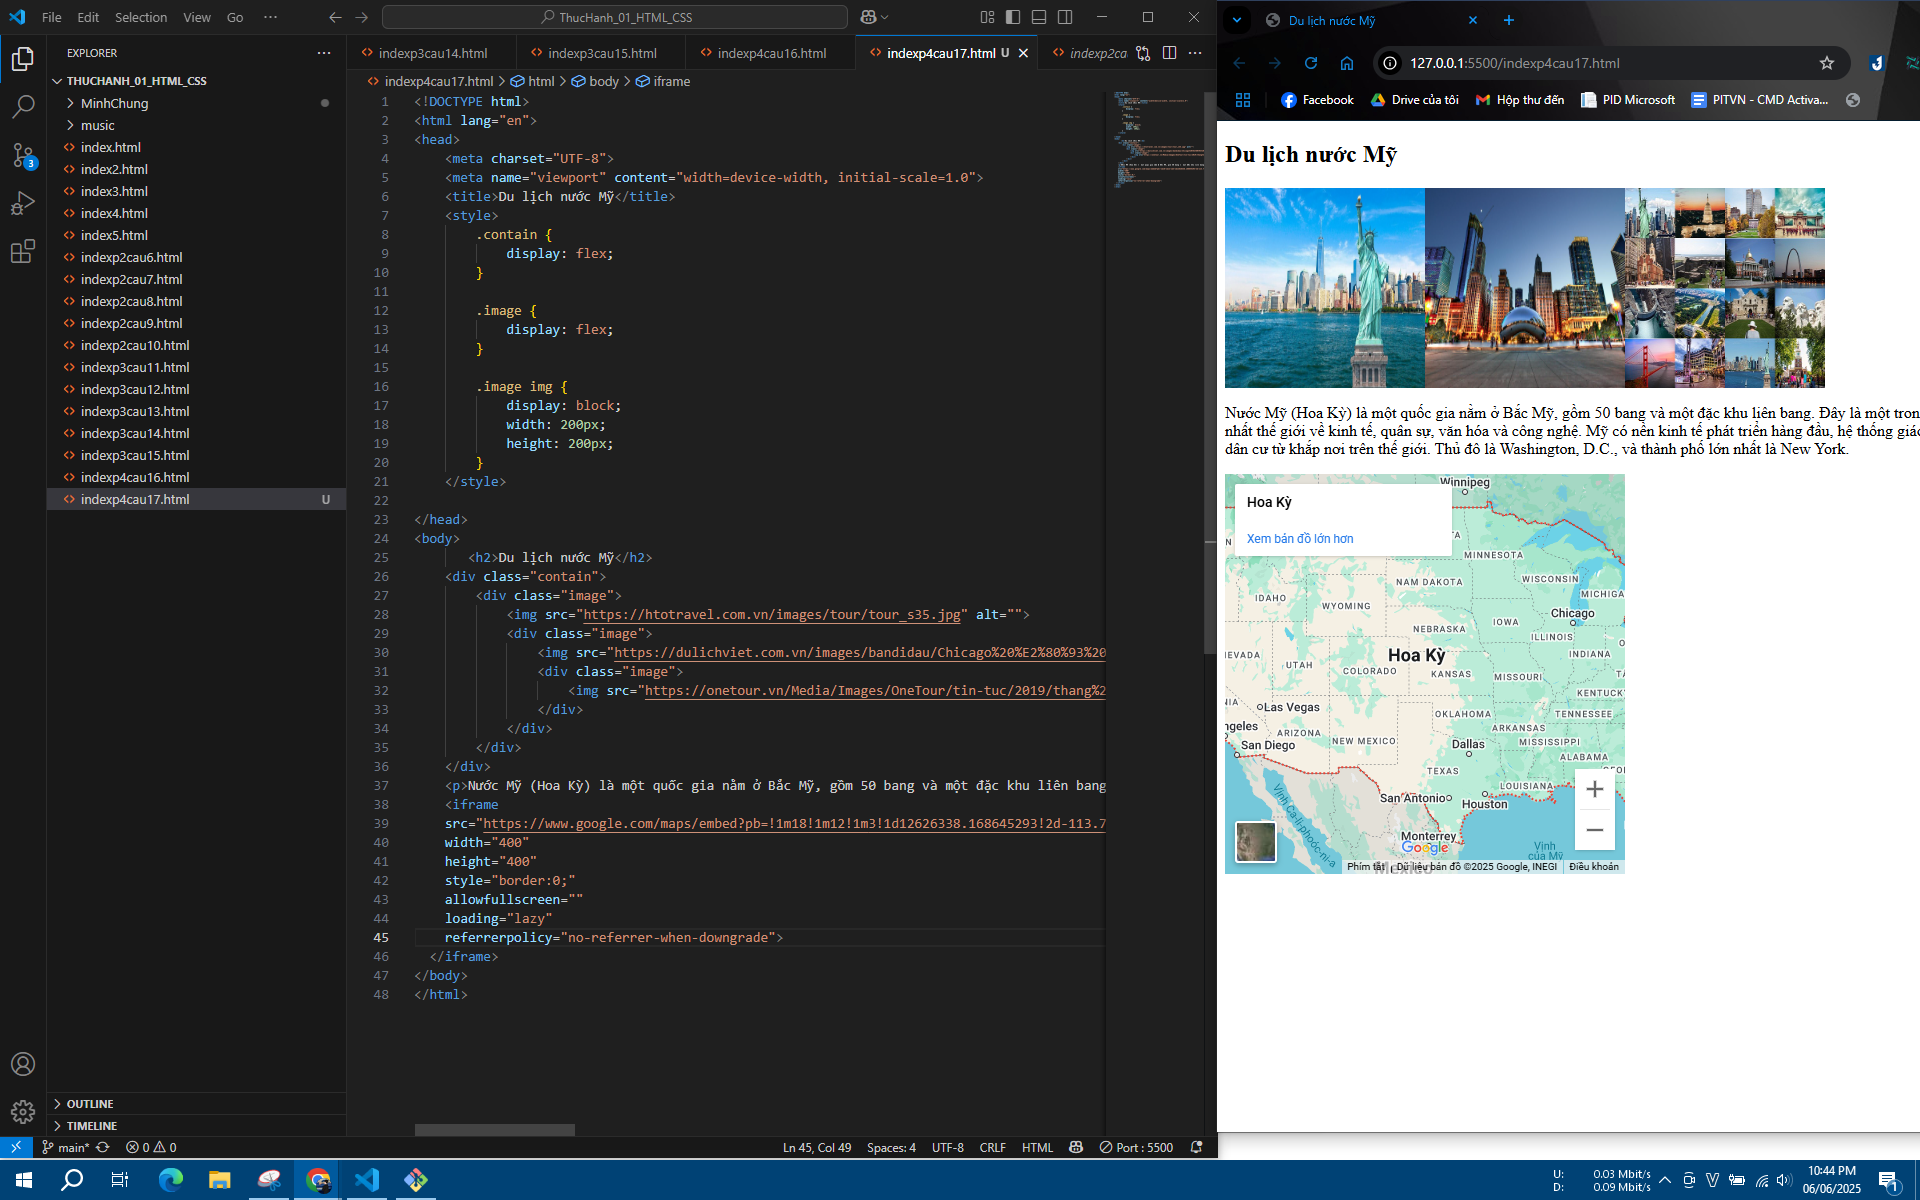 File Edit Selection View Go ···
ThucHanh_01_HTML_CSS
EXPLORER
THUCHANH_01_HTML_CSS
MinhChung
music
index.html
index2.html
index3.html
index4.html
index5.html
indexp2cau6.html
indexp2cau7.html
indexp2cau8.html
indexp2cau9.html
indexp2cau10.html
indexp3cau11.html
indexp3cau12.html
indexp3cau13.html
indexp3cau14.html
indexp3cau15.html
indexp4cau16.html
indexp4cau17.html U
3
OUTLINE
TIMELINE
indexp3cau14.html indexp3cau15.html indexp4cau16.html indexp4cau17.html U indexp2ca
indexp4cau17.html > html > body > iframe
1 <!DOCTYPE html>
2 <html lang="en">
3 <head>
4 <meta charset="UTF-8">
5 <meta name="viewport" content="width=device-width, initial-scale=1.0">
6 <title>Du lịch nước Mỹ</title>
7 <style>
8 .contain {
9 display: flex;
10 }
11
12 .image {
13 display: flex;
14 }
15
16 .image img {
17 display: block;
18 width: 200px;
19 height: 200px;
20 }
21 </style>
22
23 </head>
24 <body>
25 <h2>Du lịch nước Mỹ</h2>
26 <div class="contain">
27 <div class="image">
28 <img src="https://htotravel.com.vn/images/tour/tour_s35.jpg" alt="">
29 <div class="image">
30 <img src="https://dulichviet.com.vn/images/bandidau/Chicago%20%E2%80%93%20
31 <div class="image">
32 <img src="https://onetour.vn/Media/Images/OneTour/tin-tuc/2019/thang%2
33 </div>
34 </div>
35 </div>
36 </div>
37 <p>Nước Mỹ (Hoa Kỳ) là một quốc gia nằm ở Bắc Mỹ, gồm 50 bang và một đặc khu liên bang
38 <iframe
39 src="https://www.google.com/maps/embed?pb=!1m18!1m12!1m3!1d12626338.168645293!2d-113.7
40 width="400"
41 height="400"
42 style="border:0;"
43 allowfullscreen=""
44 loading="lazy"
45 referrerpolicy="no-referrer-when-downgrade">
46 </iframe>
47 </body>
48 </html>
main* 0 0 Ln 45, Col 49 Spaces: 4 UTF-8 CRLF HTML Port : 5500
Du lịch nước Mỹ
127.0.0.1:5500/indexp4cau17.html
Facebook Drive của tôi Hộp thư đến PID Microsoft PITVN - CMD Activa...
Du lịch nước Mỹ
Nước Mỹ (Hoa Kỳ) là một quốc gia nằm ở Bắc Mỹ, gồm 50 bang và một đặc khu liên bang. Đây là một tron
nhất thế giới về kinh tế, quân sự, văn hóa và công nghệ. Mỹ có nền kinh tế phát triển hàng đầu, hệ thống giáo
dân cư từ khắp nơi trên thế giới. Thủ đô là Washington, D.C., và thành phố lớn nhất là New York.
Hoa Kỳ
Xem bản đồ lớn hơn
Winnipeg
MINNESOTA
NAM DAKOTA
WISCONSIN
IDAHO
MICHIGA
WYOMING
Chicago
IOWA
NEBRASKA
ILLINOIS
EVADA
Hoa Kỳ
INDIANA
UTAH
COLORADO
KANSAS
MISSOURI
KENTUCK
Las Vegas
OKLAHOMA
TENNESSEE
ngeles
ARKANSAS
ARIZONA
NEW MEXICO
MISSISSIPPI
San Diego
Dallas
ALABAMA
TEXAS
LOUISIANA
San Antonio
Houston
Vịnh Ca-li-phoóc-ni-a
Monterrey
Google
Vịnh
của Mỹ
Mexico
Phím tắt Dữ liệu bản đồ ©2025 Google, INEGI Điều khoản
U: 0.03 Mbit/s
D: 0.09 Mbit/s
10:44 PM
06/06/2025
1